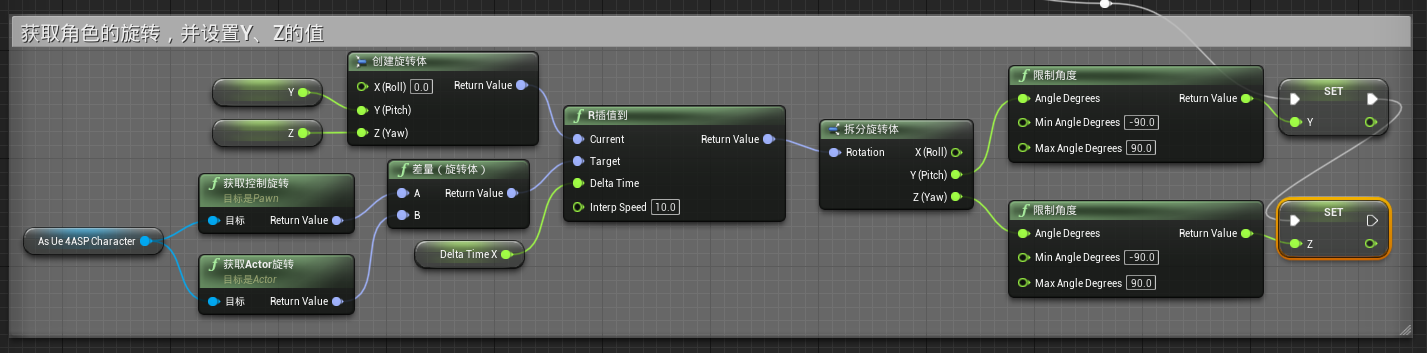 获取角色的旋转，并设置Y、Z的值
Y
Z
创建旋转体
X (Roll) 0.0
Return Value
Y (Pitch)
Z (Yaw)
As Ue 4ASP Character
获取控制旋转
目标是Pawn
目标
Return Value
获取Actor旋转
目标是Actor
目标
Return Value
差量（旋转体）
A
Return Value
B
Delta Time X
R插值到
Current
Return Value
Target
Delta Time
Interp Speed 10.0
拆分旋转体
Rotation
X (Roll)
Y (Pitch)
Z (Yaw)
限制角度
Angle Degrees
Return Value
Min Angle Degrees -90.0
Max Angle Degrees 90.0
SET
Y
限制角度
Angle Degrees
Return Value
Min Angle Degrees -90.0
Max Angle Degrees 90.0
SET
Z